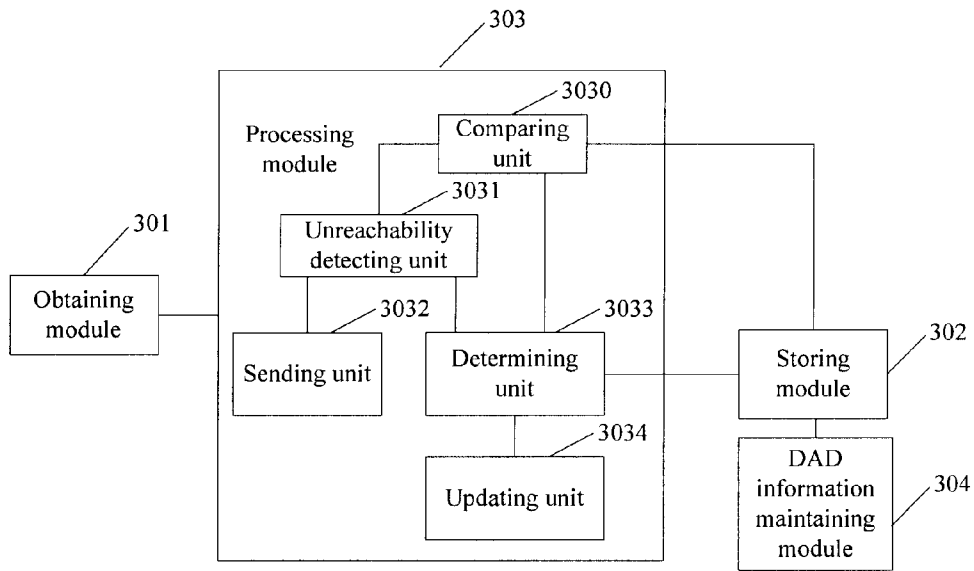 303
3030
Comparing
unit
Processing
module
3031
Unreachability
detecting unit
301
Obtaining
module
3032
Sending unit
3033
Determining
unit
302
Storing
module
3034
Updating unit
DAD
information
maintaining
module
304